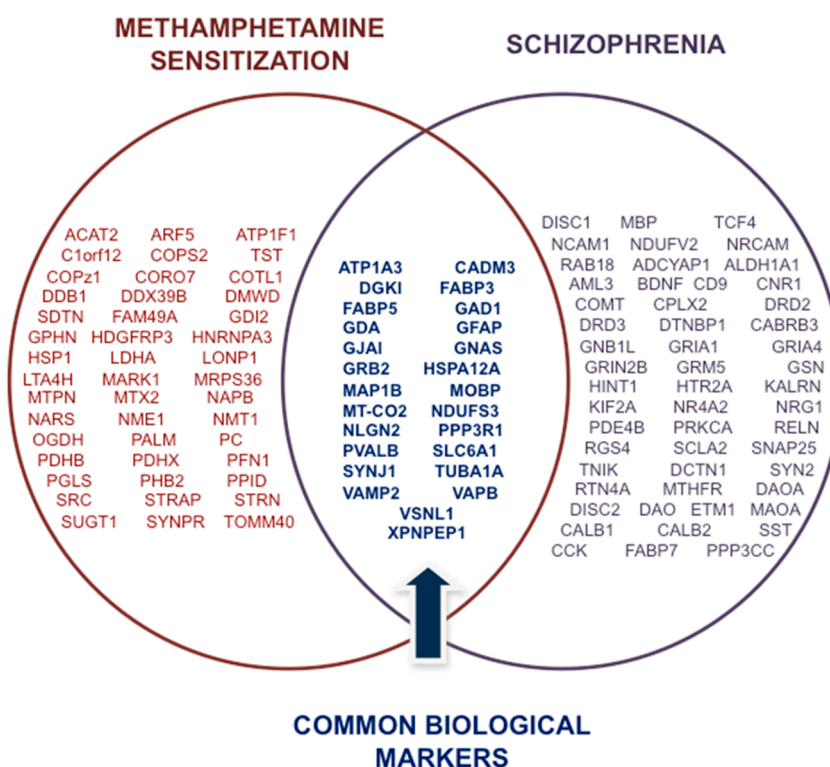 METHAMPHETAMINE
SENSITIZATION
SCHIZOPHRENIA
ACAT2 ARF5 ATP1F1
C1orf12 COPS2 TST
COPz1 CORO7 COTL1
DDB1 DDX39B DMWD
SDTN FAM49A GDI2
GPHN HDGFRP3 HNRNPA3
HSP1 LDHA LONP1
LTA4H MARK1 MRPS36
MTPN MTX2 NAPB
NARS NME1 NMT1
OGDH PALM PC
PDHB PDHX PFN1
PGLS PHB2 PPID
SRC STRAP STRN
SUGT1 SYNPR TOMM40
ATP1A3 CADM3
DGKI FABP3
FABP5 GAD1
GDA GFAP
GJAI GNAS
GRB2 HSPA12A
MAP1B MOBP
MT-CO2 NDUFS3
NLGN2 PPP3R1
PVALB SLC6A1
SYNJ1 TUBA1A
VAMP2 VAPB
VSNL1
XPNPEP1
DISC1 MBP TCF4
NCAM1 NDUFV2 NRCAM
RAB18 ADCYAP1 ALDH1A1
AML3 BDNF CD9 CNR1
COMT CPLX2 DRD2
DRD3 DTNBP1 CABRB3
GNB1L GRIA1 GRIA4
GRIN2B GRM5 GSN
HINT1 HTR2A KALRN
KIF2A NR4A2 NRG1
PDE4B PRKCA RELN
RGS4 SCLA2 SNAP25
TNIK DCTN1 SYN2
RTN4A MTHFR DAOA
DISC2 DAO ETM1 MAOA
CALB1 CALB2 SST
CCK FABP7 PPP3CC
COMMON BIOLOGICAL
MARKERS